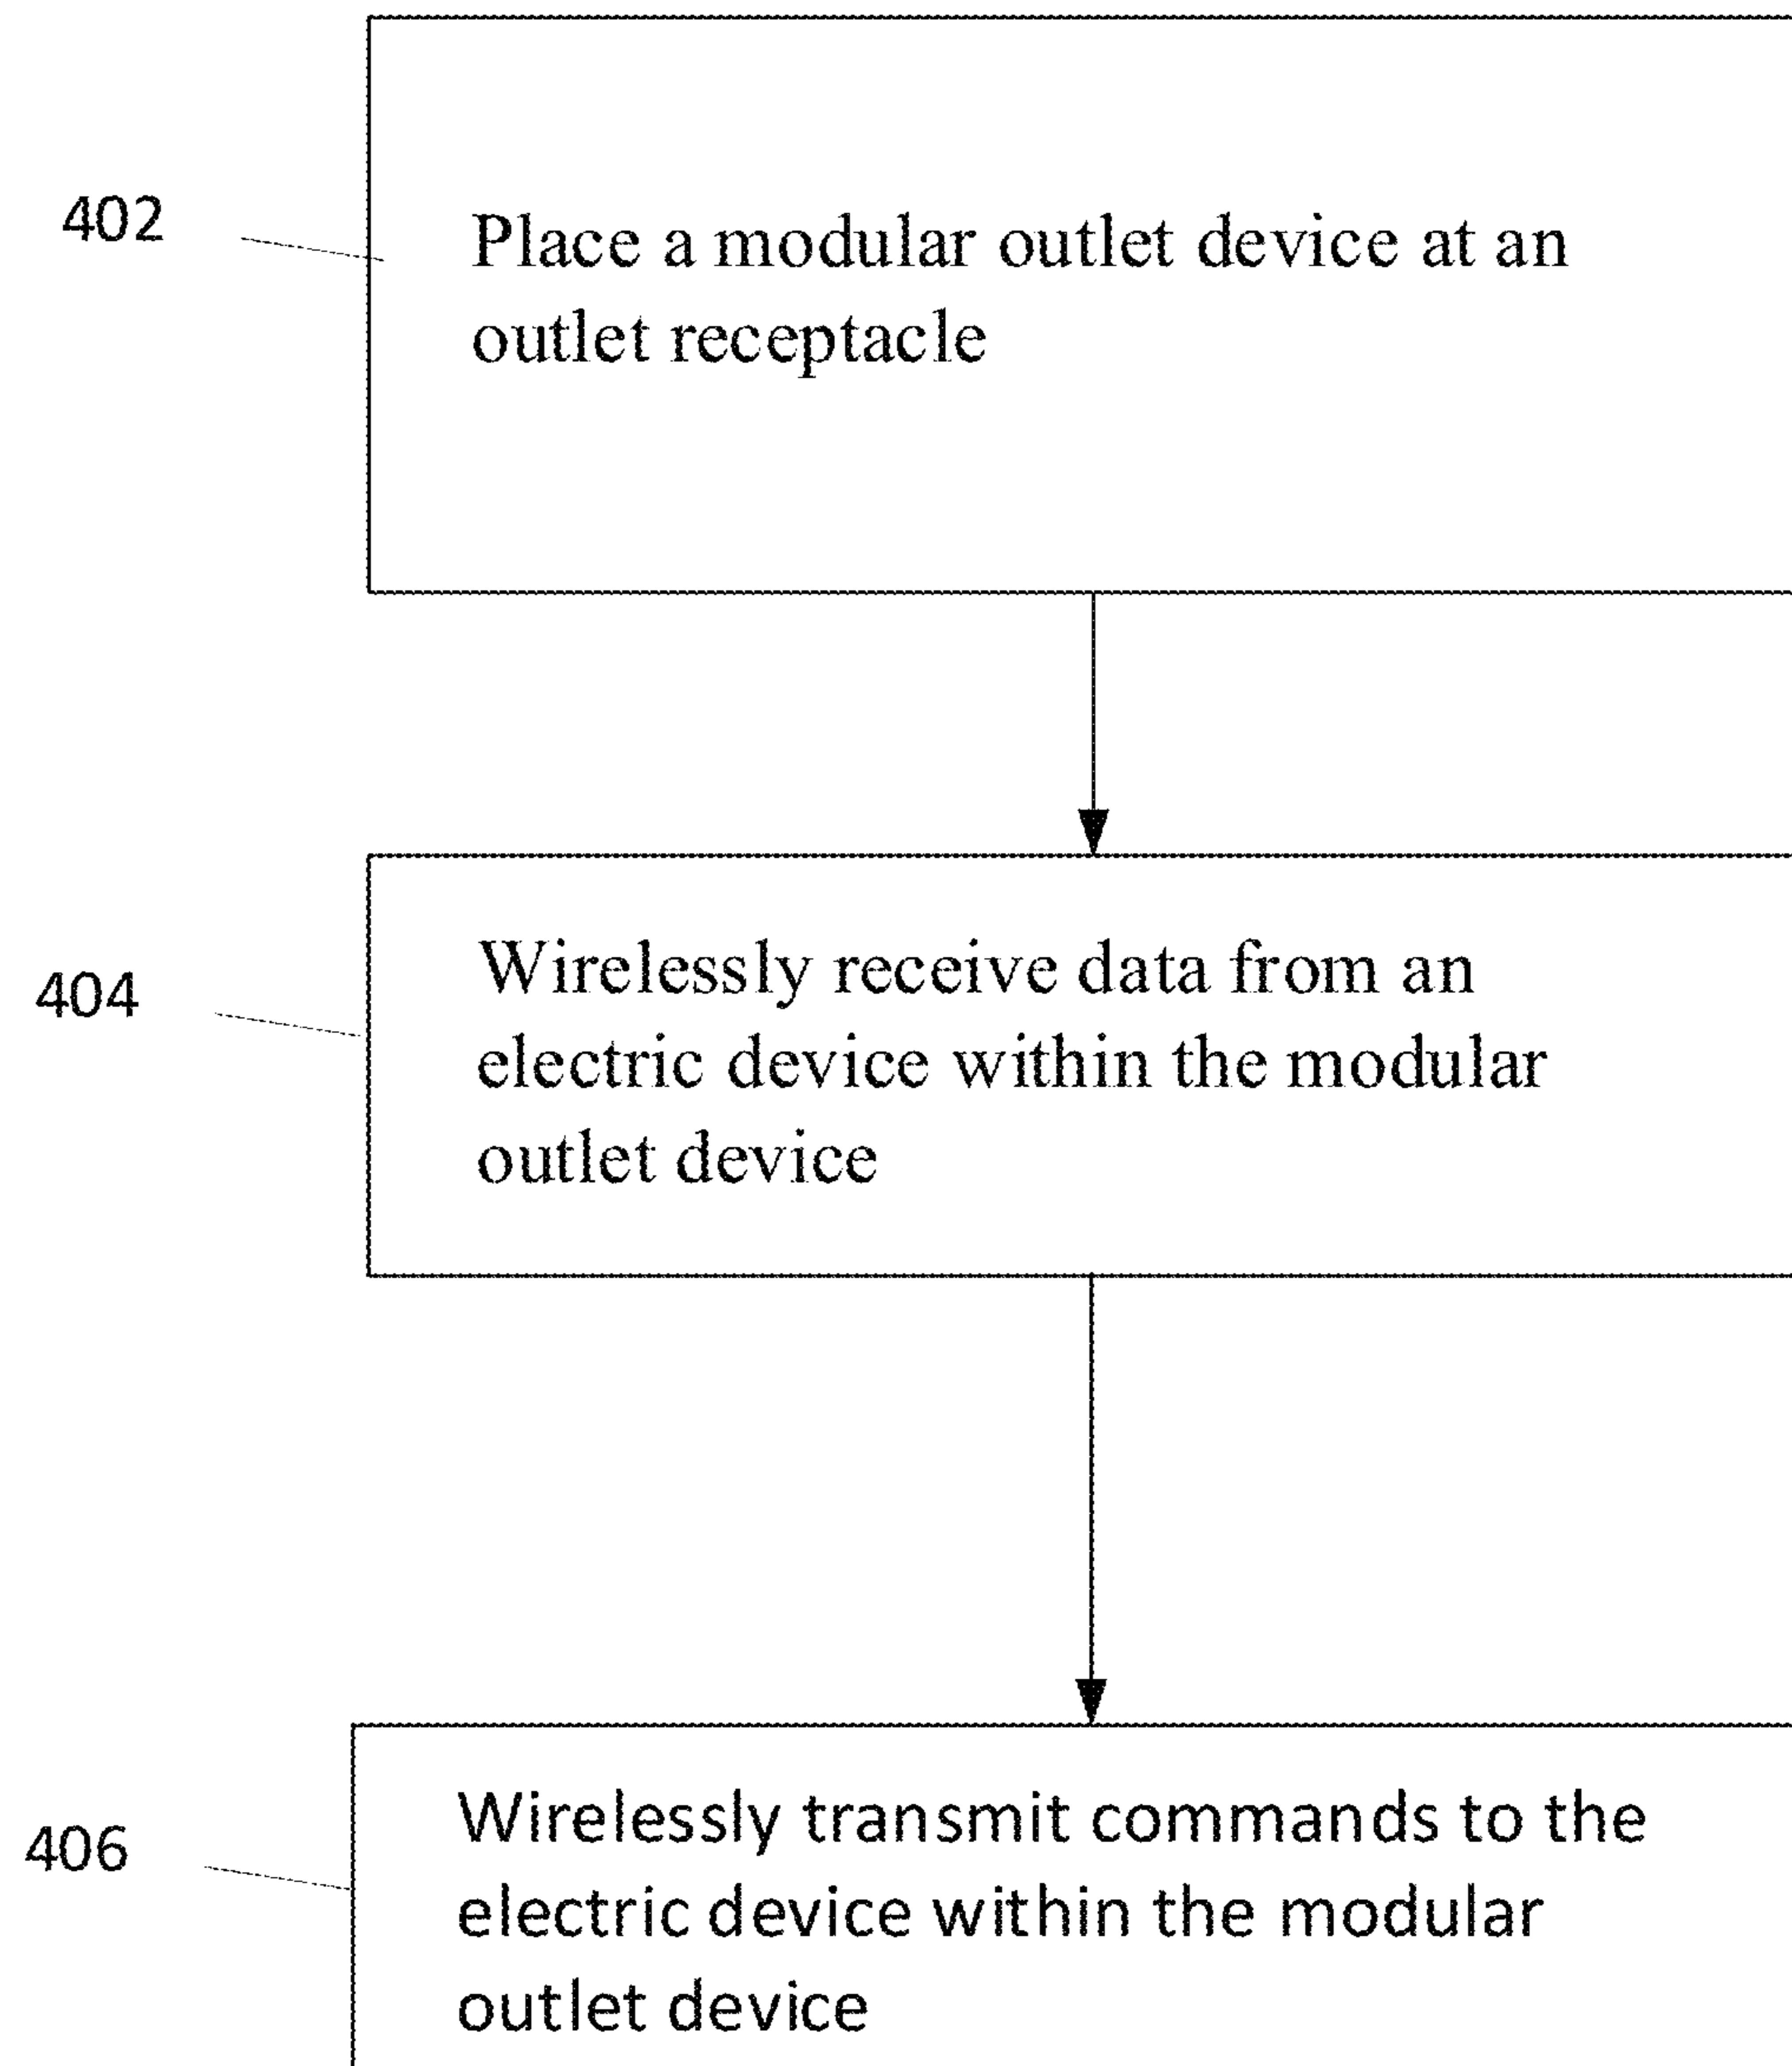 402
Place a modular outlet device at an
outlet receptacle
404
Wirelessly receive data from an
electric device within the modular
outlet device
406
Wirelessly transmit commands to the
electric device within the modular
outlet device